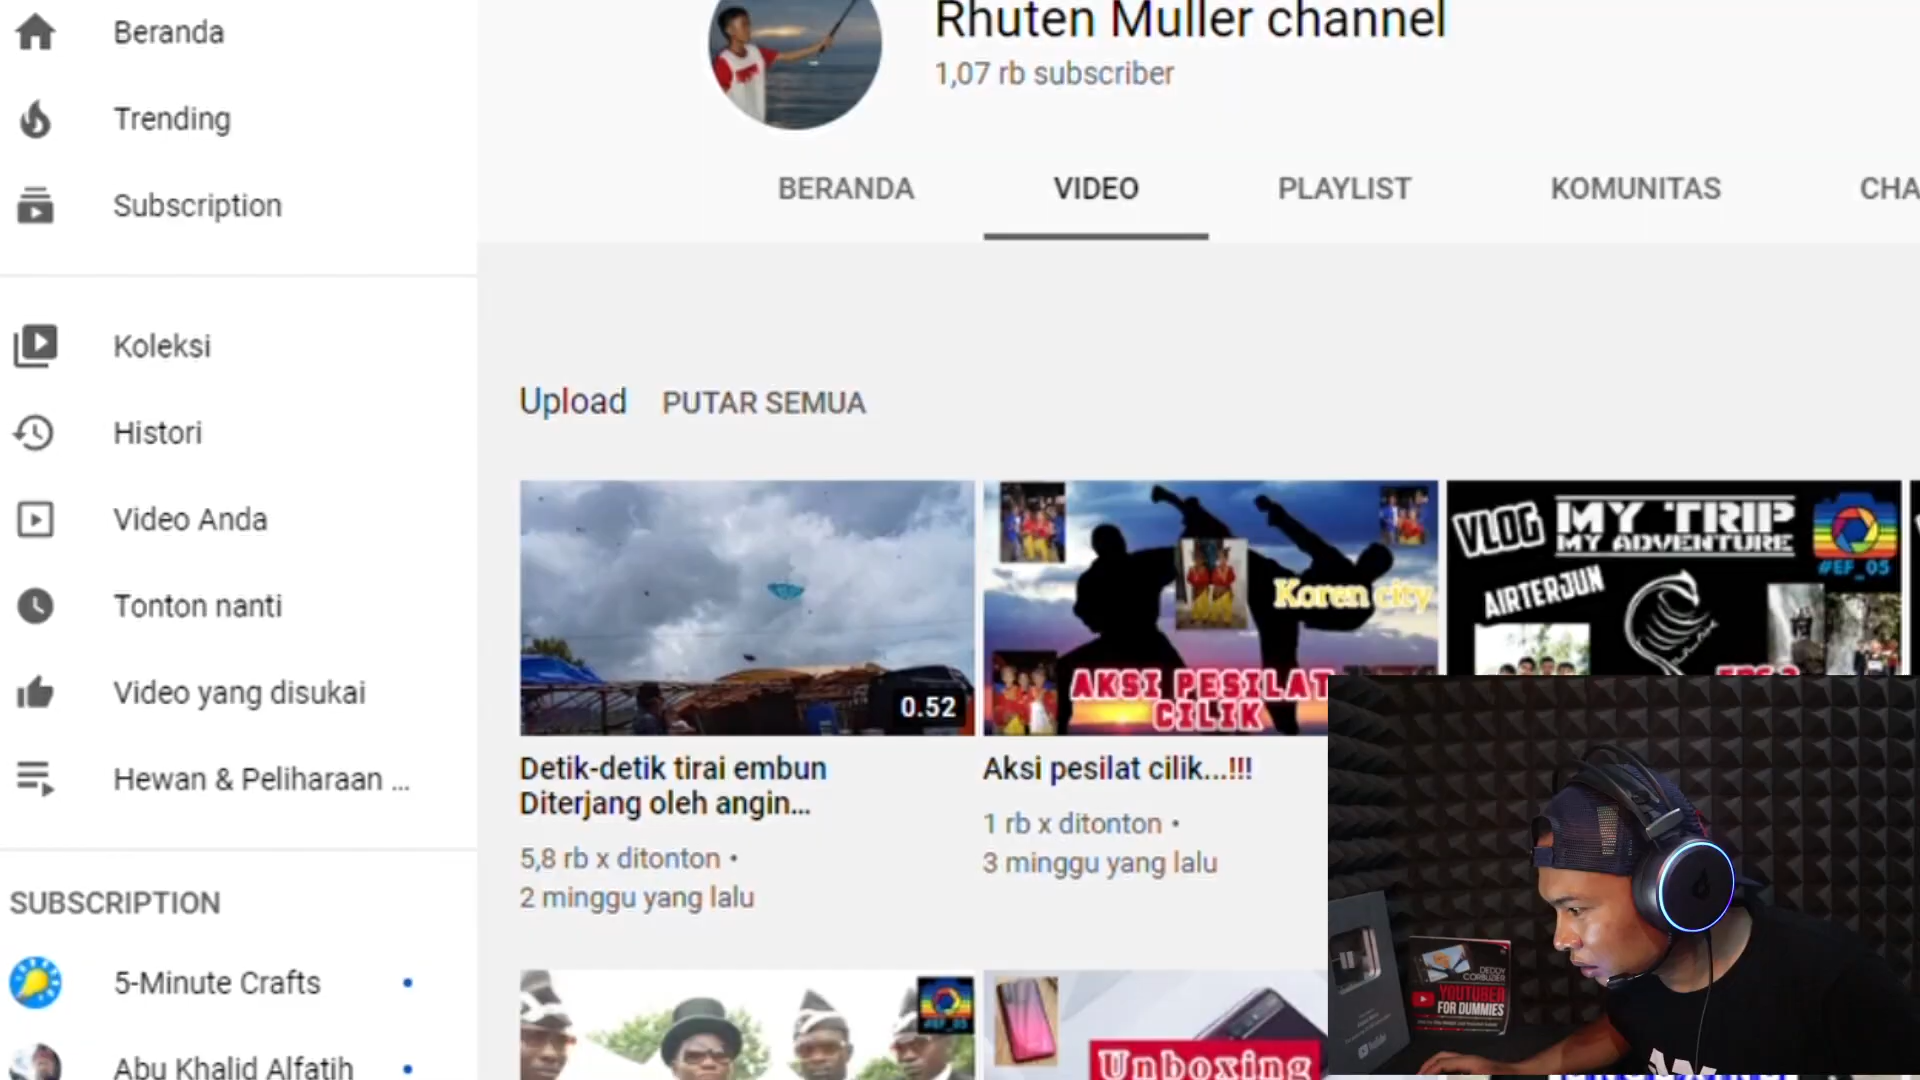 Beranda
Trending
Subscription
Koleksi
Histori
Video Anda
Tonton nanti
Video yang disukai
Hewan & Peliharaan ...
SUBSCRIPTION
5-Minute Crafts
Abu Khalid Alfatih
Rhuten Muller channel
1,07 rb subscriber
BERANDA
VIDEO
PLAYLIST
KOMUNITAS
CHA
Upload
PUTAR SEMUA
0.52
Detik-detik tirai embun
Diterjang oleh angin...
5,8 rb x ditonton •
2 minggu yang lalu
Koren city
AKSI PESILAT
CILIK
Aksi pesilat cilik...!!!
1 rb x ditonton •
3 minggu yang lalu
VLOG
MY TRIP
MY ADVENTURE
#EF_05
AIRTERJUN
#EF_05
Unboxing
DEDDY
CORBUZIER
YOUTUBER
FOR DUMMIES
YouTube